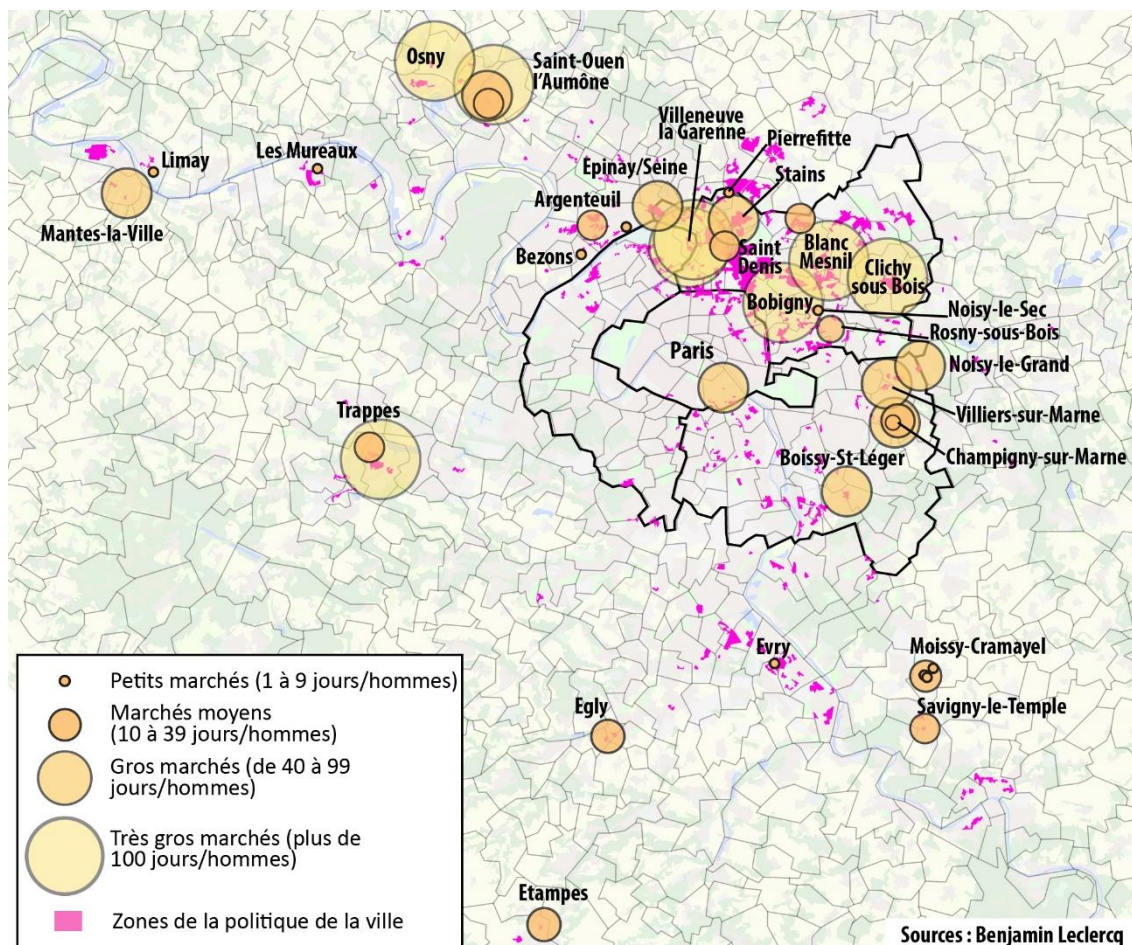 Osny
Saint-Ouen
l'Aumône
Villeneuve
la Garenne
Pierrefitte
Limay
Les Mureaux
Épinay/Seine
Stains
Argenteuil
Mantes-la-Ville
Bezons
Saint
Denis
Blanc
Mesnil
Clichy
sous Bois
Bobigny
Noisy-le-Sec
Rosny-sous-Bois
Paris
Noisy-le-Grand
Trappes
Villiers-sur-Marne
Boissy-St-Léger
Champigny-sur-Marne
Evry
Moissy-Cramayel
Egly
Savigny-le-Temple
Etampes
Petits marchés (1 à 9 jours/hommes)
Marchés moyens
(10 à 39 jours/hommes)
Gros marchés (de 40 à 99
jours/hommes)
Très gros marchés (plus de
100 jours/hommes)
Zones de la politique de la ville
Sources : Benjamin Leclercq